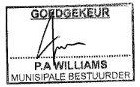 GOEDGEKEUR
P.A WILLIAMS
MUNISIPALE BESTUURDER